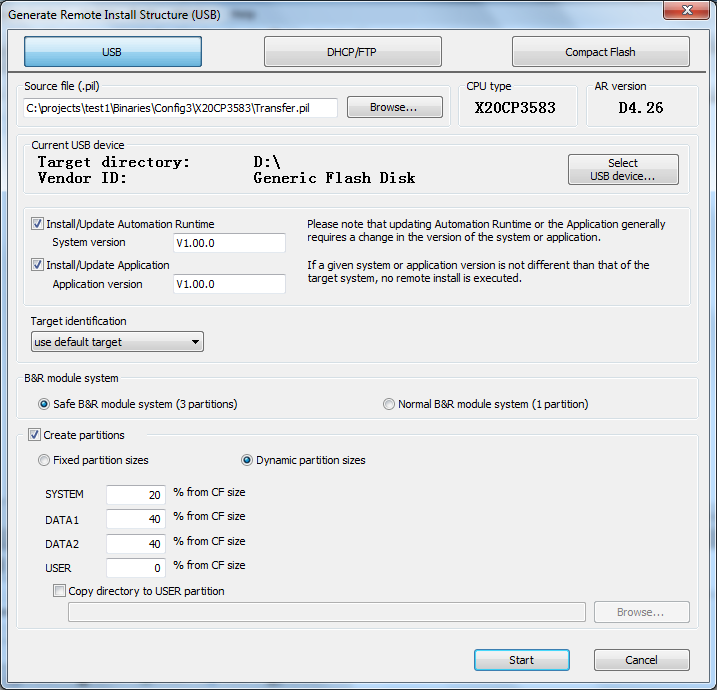 Generate Remote Install Structure (USB)
USB
DHCP/FTP
Compact Flash
Source file (.pil)
CPU type
AR version
C:\projects\test1\Binaries\Config3\X20CP3583\Transfer.pil
Browse...
X20CP3583
D4.26
Current USB device
Target directory: D:\
Vendor ID: Generic Flash Disk
Select
USB device...
Install/Update Automation Runtime
System version V1.00.0
Install/Update Application
Application version V1.00.0
Please note that updating Automation Runtime or the Application generally
requires a change in the version of the system or application.
If a given system or application version is not different than that of the
target system, no remote install is executed.
Target identification
use default target
B&R module system
Safe B&R module system (3 partitions)
Normal B&R module system (1 partition)
Create partitions
Fixed partition sizes
Dynamic partition sizes
SYSTEM 20 % from CF size
DATA1 40 % from CF size
DATA2 40 % from CF size
USER 0 % from CF size
Copy directory to USER partition
Browse...
Start
Cancel